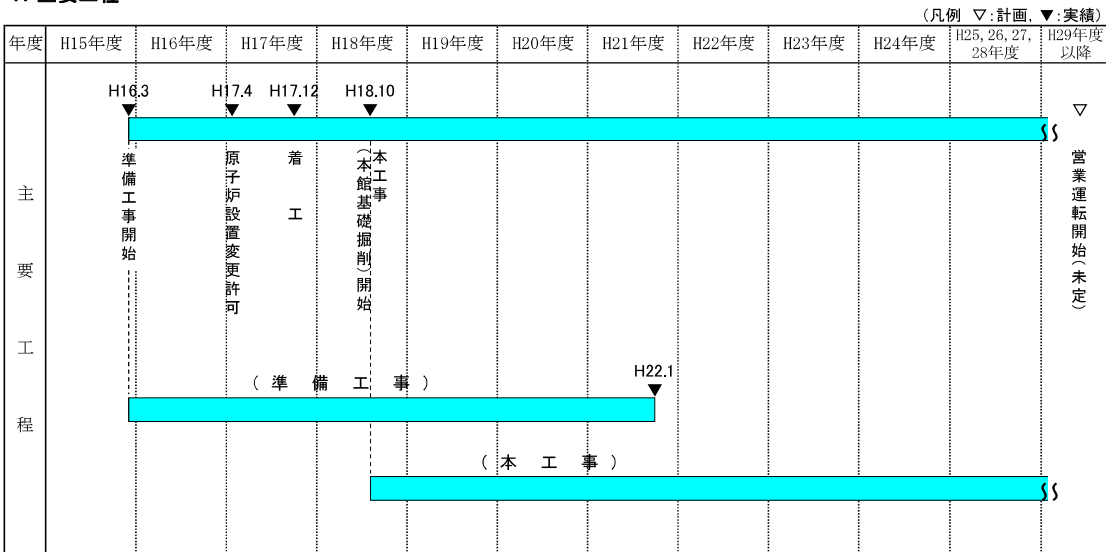 (凡例 ▽:計画, ▼:実績)
年度 H15年度 H16年度 H17年度 H18年度 H19年度 H20年度 H21年度 H22年度 H23年度 H24年度 H25,26,27,28年度 H29年度以降
主要工程
H16.3 H17.4 H17.12 H18.10
▼ ▼ ▼ ▼ ▽
準備工事開始
原子炉設置変更許可
着工
本工事
(本館基礎掘削)開始
営業運転開始(未定)
(準備工事)
H22.1
▼
(本工事)